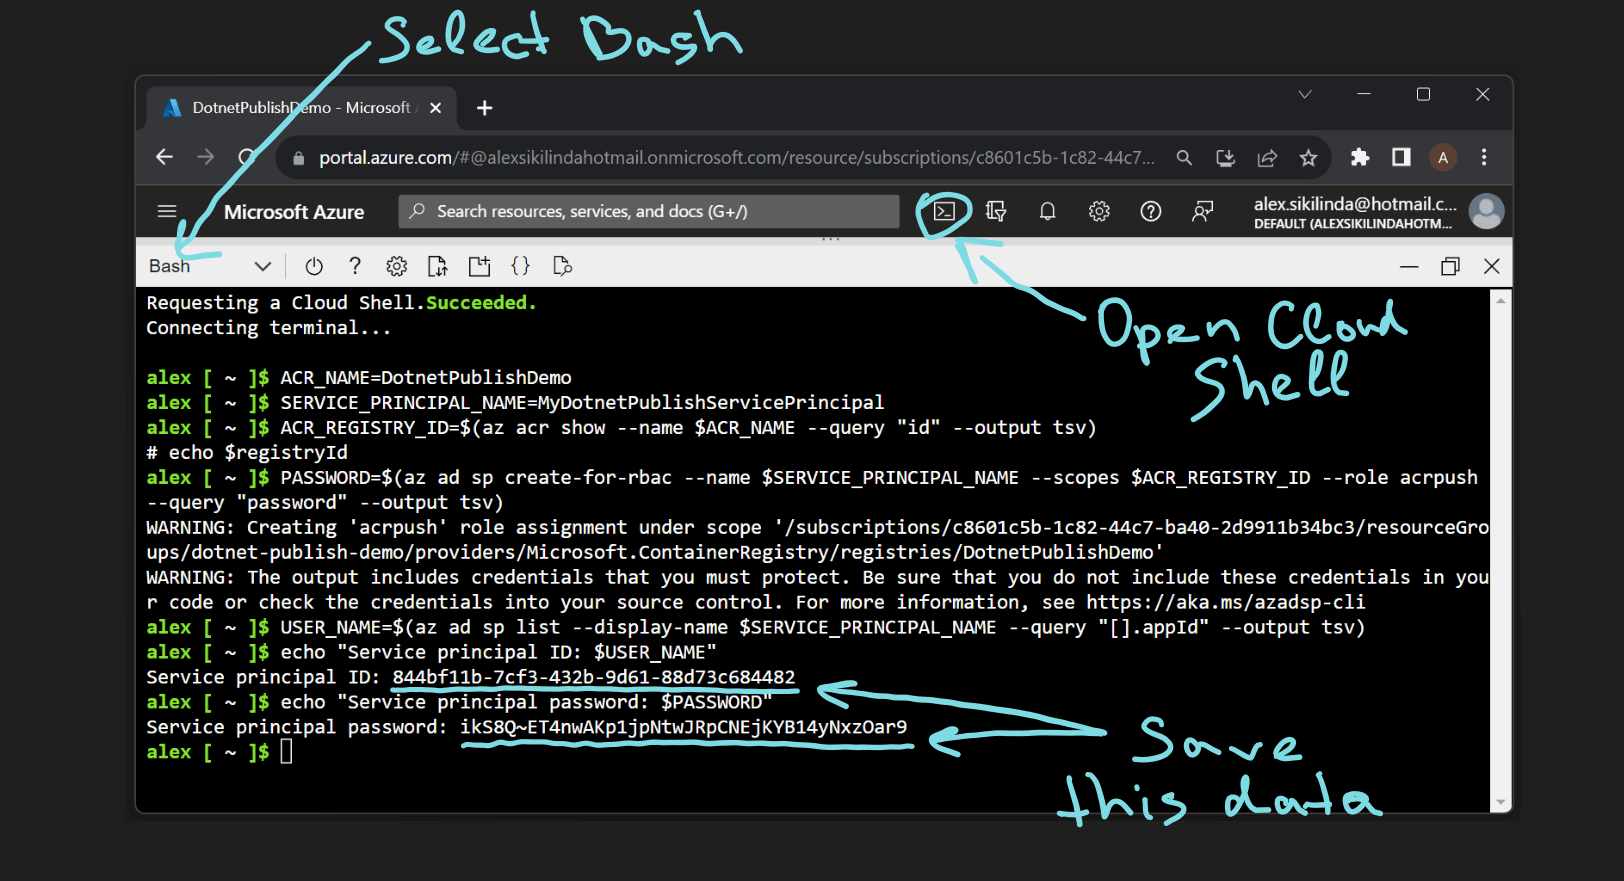 Select Bash
DotnetPublishDemo - Microsoft
portal.azure.com/#@alexsikilindahotmail.onmicrosoft.com/resource/subscriptions/c8601c5b-1c82-44c7...
A
Microsoft Azure
Search resources, services, and docs (G+/)
alex.sikilinda@hotmail.c...
DEFAULT (ALEXSIKILINDAHOTM...
Bash
Requesting a Cloud Shell.Succeeded.
Connecting terminal...
Open Cloud
Shell
alex [ ~ ]$ ACR_NAME=DotnetPublishDemo
alex [ ~ ]$ SERVICE_PRINCIPAL_NAME=MyDotnetPublishServicePrincipal
alex [ ~ ]$ ACR_REGISTRY_ID=$(az acr show --name $ACR_NAME --query "id" --output tsv)
# echo $registryId
alex [ ~ ]$ PASSWORD=$(az ad sp create-for-rbac --name $SERVICE_PRINCIPAL_NAME --scopes $ACR_REGISTRY_ID --role acrpush
--query "password" --output tsv)
WARNING: Creating 'acrpush' role assignment under scope '/subscriptions/c8601c5b-1c82-44c7-ba40-2d9911b34bc3/resourceGro
ups/dotnet-publish-demo/providers/Microsoft.ContainerRegistry/registries/DotnetPublishDemo'
WARNING: The output includes credentials that you must protect. Be sure that you do not include these credentials in you
r code or check the credentials into your source control. For more information, see https://aka.ms/azadsp-cli
alex [ ~ ]$ USER_NAME=$(az ad sp list --display-name $SERVICE_PRINCIPAL_NAME --query "[].appId" --output tsv)
alex [ ~ ]$ echo "Service principal ID: $USER_NAME"
Service principal ID: 844bf11b-7cf3-432b-9d61-88d73c684482
alex [ ~ ]$ echo "Service principal password: $PASSWORD"
Service principal password: ikS8Q~ET4nwAKp1jpNtwJRpCNEjKYB14yNxzOar9
alex [ ~ ]$
Save
this data